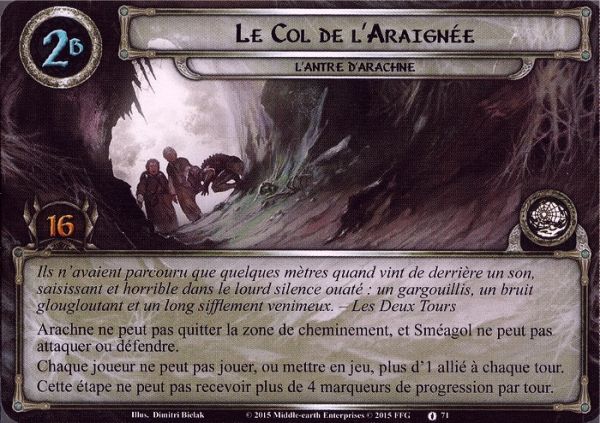 2B
LE COL DE L'ARAIGNÉE
L'ANTRE D'ARACHNE
16
Ils n'avaient parcouru que quelques mètres quand vint de derrière un son,
saisissant et horrible dans le lourd silence ouaté : un gargouillis, un bruit
glougloutant et un long sifflement venimeux. – Les Deux Tours
Arachne ne peut pas quitter la zone de cheminement, et Sméagol ne peut pas
attaquer ou défendre.
Chaque joueur ne peut pas jouer, ou mettre en jeu, plus d'1 allié à chaque tour.
Cette étape ne peut pas recevoir plus de 4 marqueurs de progression par tour.
Illus. Dimitri Bielak © 2015 Middle-earth Enterprises © 2015 FFG 71